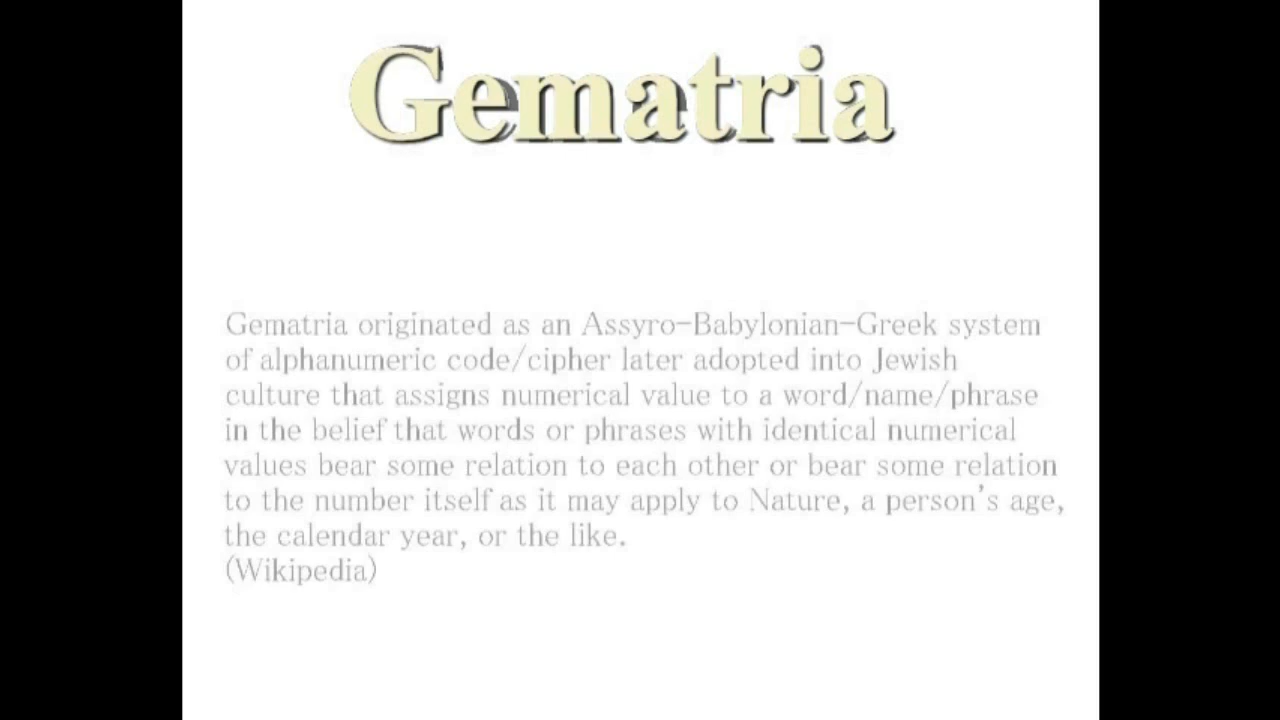 Gematria
Gematria originated as an Assyro-Babylonian-Greek system
of alphanumeric code/cipher later adopted into Jewish
culture that assigns numerical value to a word/name/phrase
in the belief that words or phrases with identical numerical
values bear some relation to each other or bear some relation
to the number itself as it may apply to Nature, a person's age,
the calendar year, or the like.
(Wikipedia)